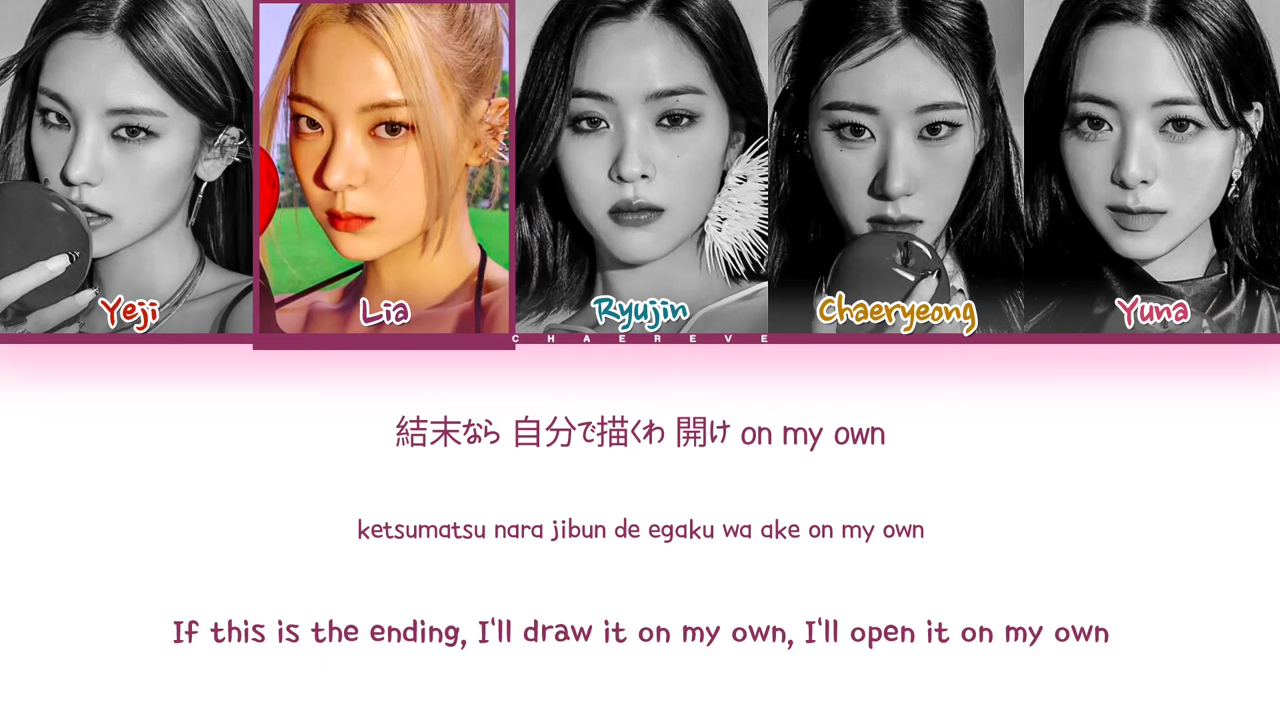 Yeji
Lia
Ryujin
Chaeryeong
Yuna
CHAEREVE
結末なら 自分で描くわ 開け on my own
ketsumatsu nara jibun de egaku wa ake on my own
If this is the ending, I'll draw it on my own, I'll open it on my own